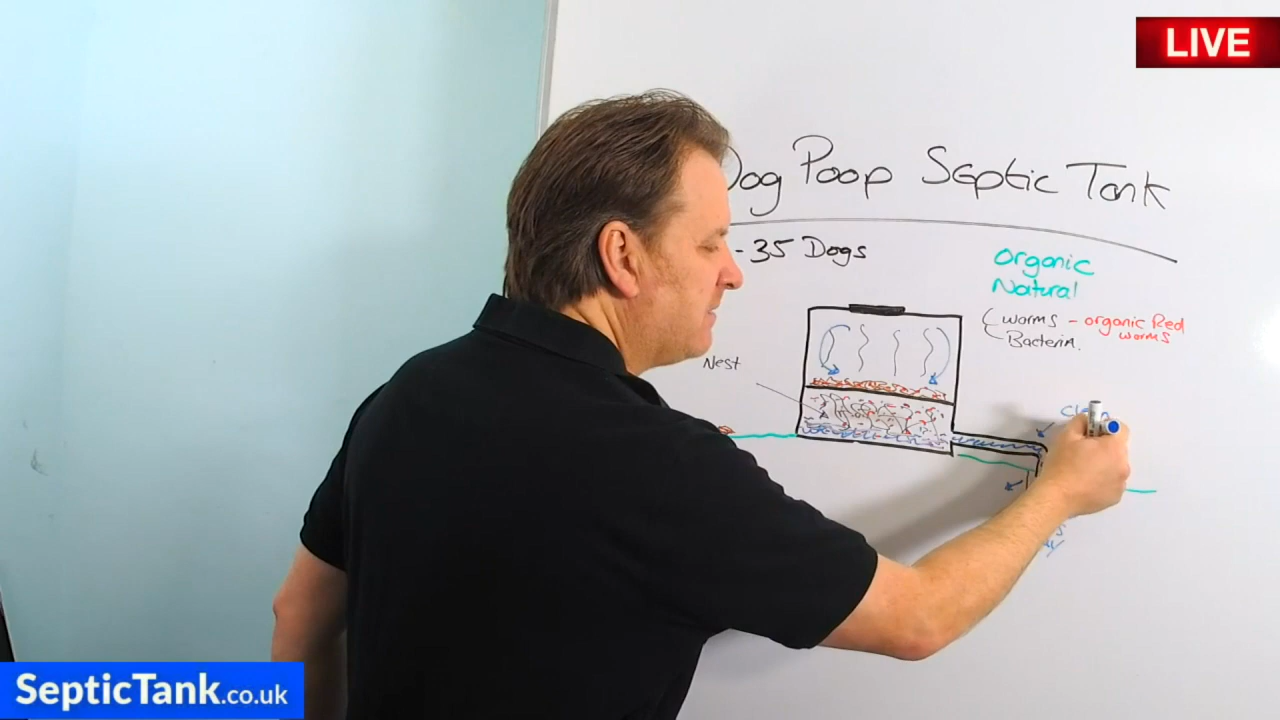 LIVE
Dog Poop Septic Tank
- 35 Dogs
organic
Natural
worms - organic Red
worms
Bacteria.
Nest
SepticTank.co.uk